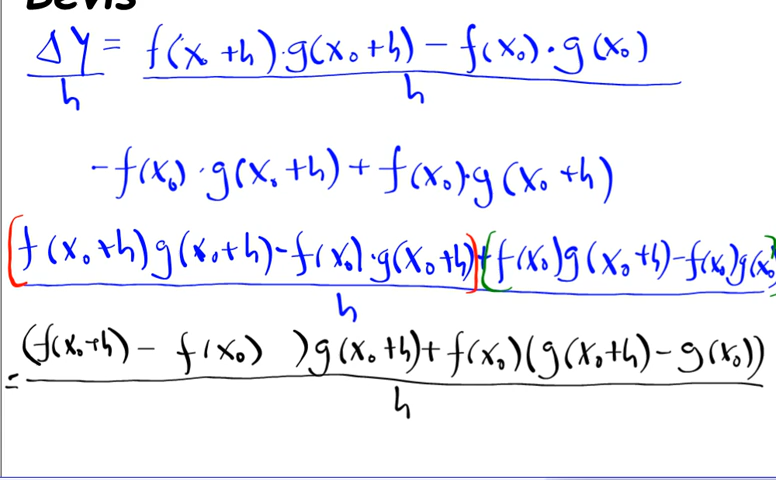 Bevis
Δy/h = (f(x₀+h)·g(x₀+h) − f(x₀)·g(x₀))/h
−f(x₀)·g(x₀+h) + f(x₀)·g(x₀+h)
([f(x₀+h)g(x₀+h) − f(x₀)·g(x₀+h)] + (f(x₀)g(x₀+h) − f(x₀)g(x₀)))/h
= ((f(x₀+h) − f(x₀))g(x₀+h) + f(x₀)(g(x₀+h) − g(x₀)))/h